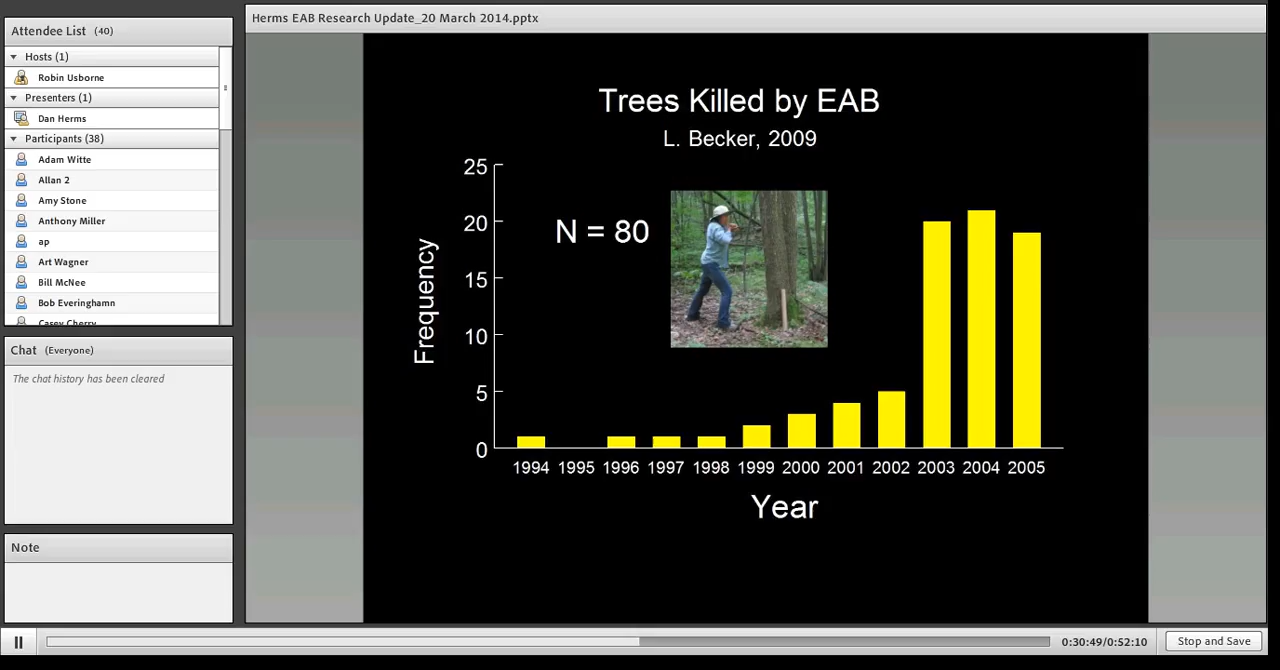 Herms EAB Research Update_20 March 2014.pptx
Attendee List (40)
Hosts (1)
Robin Usborne
Presenters (1)
Dan Herms
Participants (38)
Adam Witte
Allan 2
Amy Stone
Anthony Miller
ap
Art Wagner
Bill McNee
Bob Everinghamn
Casey Cherry
Chat (Everyone)
The chat history has been cleared
Note
Trees Killed by EAB
L. Becker, 2009
25
20
15
10
5
0
Frequency
N = 80
1994 1995 1996 1997 1998 1999 2000 2001 2002 2003 2004 2005
Year
0:30:49/0:52:10
Stop and Save